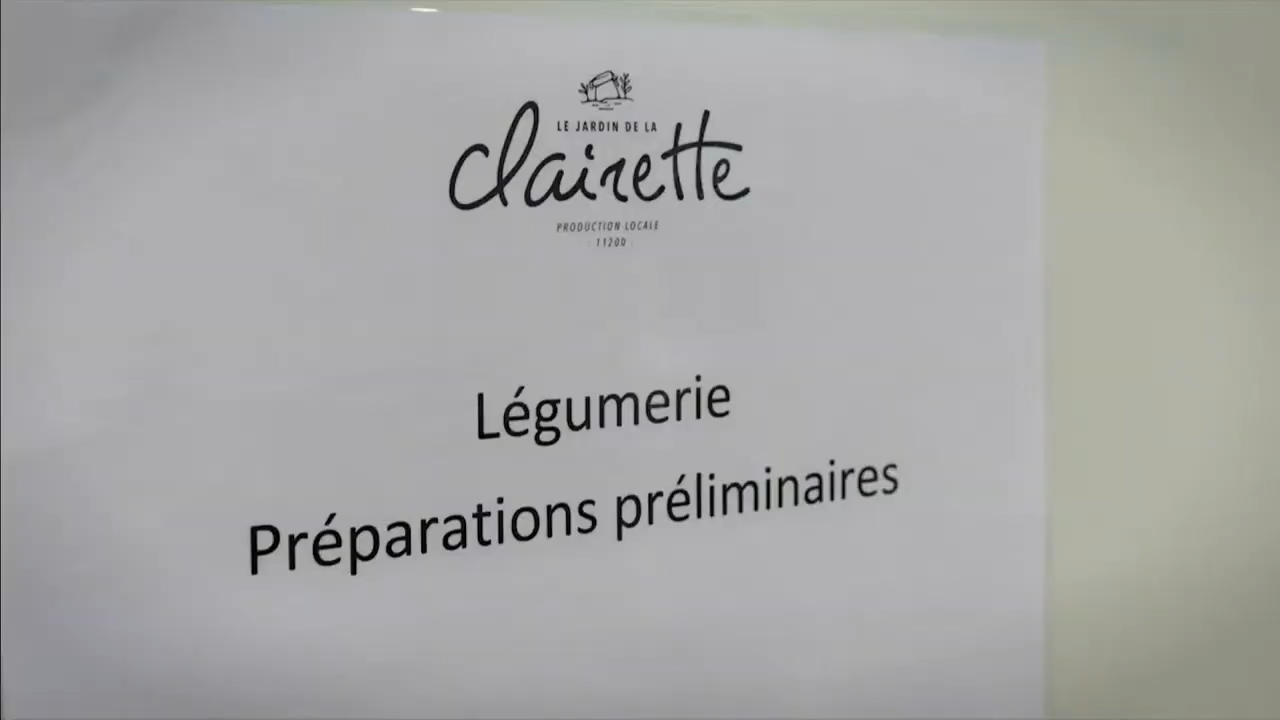 LE JARDIN DE LA
Clairette
PRODUCTION LOCALE
11200
Légumerie
Préparations préliminaires